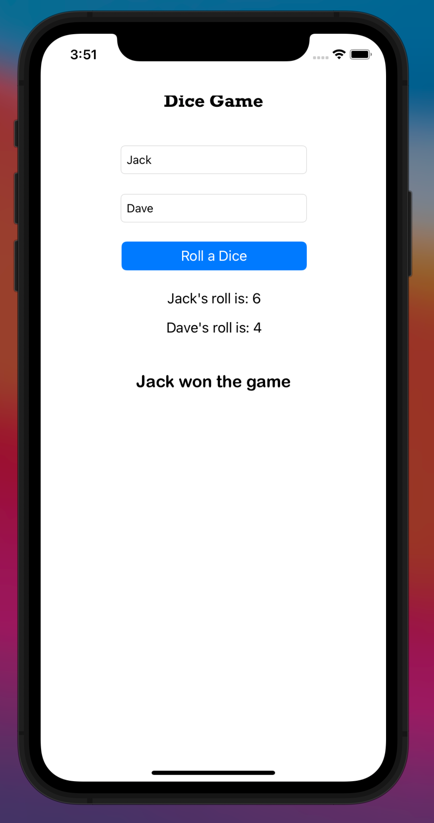 3:51
Dice Game
Jack
Dave
Roll a Dice
Jack's roll is: 6
Dave's roll is: 4
Jack won the game